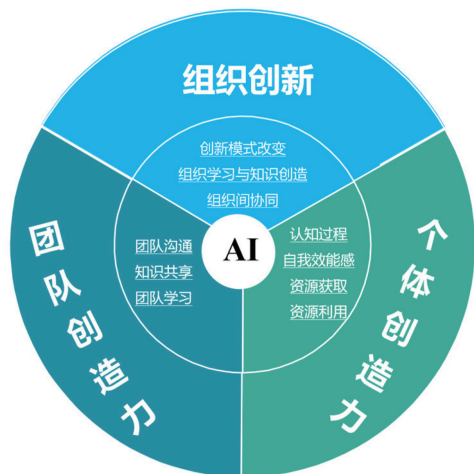 组织创新
创新模式改变
组织学习与知识创造
组织间协同
AI
团队创造力
团队沟通
知识共享
团队学习
个体创造力
认知过程
自我效能感
资源获取
资源利用